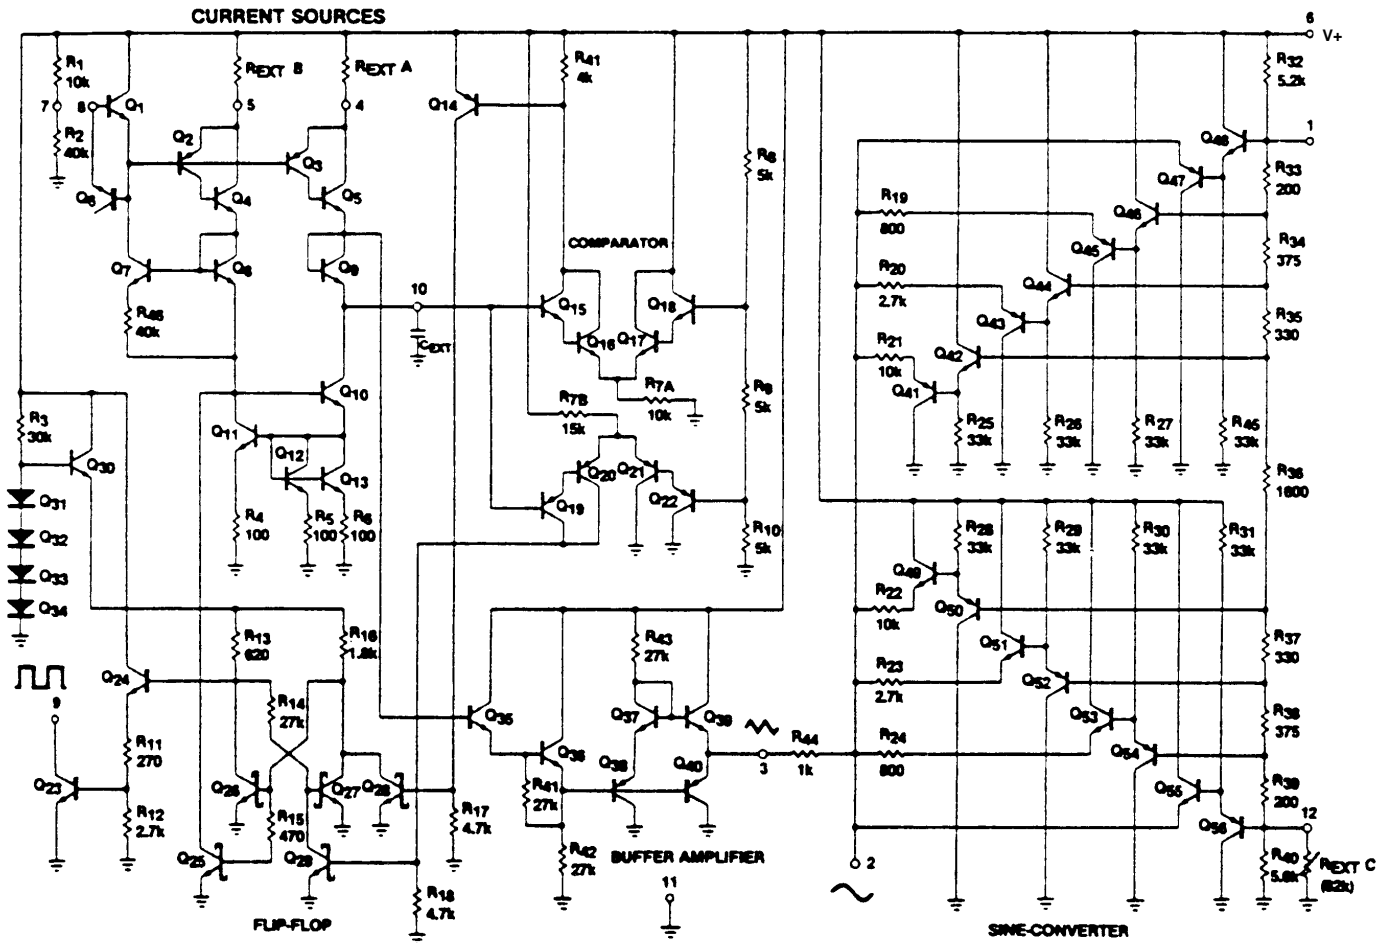 CURRENT SOURCES
6
V+
R1
10k
7
8
Q1
R2
40k
REXT B
5
REXT A
4
Q2
Q3
Q4
Q5
Q6
Q7
Q8
Q9
R46
40k
10
CEXT
Q10
Q11
Q12
Q13
R4
100
R5
100
R6
100
R3
30k
Q30
Q31
Q32
Q33
Q34
Q14
R41
4k
R8
5k
COMPARATOR
Q15
Q16
Q17
Q18
R7A
10k
R7B
15k
R9
5k
Q19
Q20
Q21
Q22
R10
5k
R13
620
R16
1.8k
9
Q24
R14
27k
R11
270
Q23
R12
2.7k
Q26
Q27
Q28
R15
470
R17
4.7k
Q25
Q29
R18
4.7k
FLIP-FLOP
Q35
Q36
R41
27k
R42
27k
R43
27k
Q37
Q38
Q39
Q40
BUFFER AMPLIFIER
11
3
R44
1k
2
R32
5.2k
1
Q48
Q47
R33
200
R19
800
Q46
Q45
R34
375
R20
2.7k
Q44
Q43
R35
330
R21
10k
Q42
Q41
R25
33k
R26
33k
R27
33k
R45
33k
R36
1600
R28
33k
R29
33k
R30
33k
R31
33k
Q49
R22
10k
Q50
Q51
R37
330
R23
2.7k
Q52
Q53
R38
375
R24
800
Q54
Q55
R39
200
12
Q56
R40
5.6k
REXT C
(82k)
SINE-CONVERTER